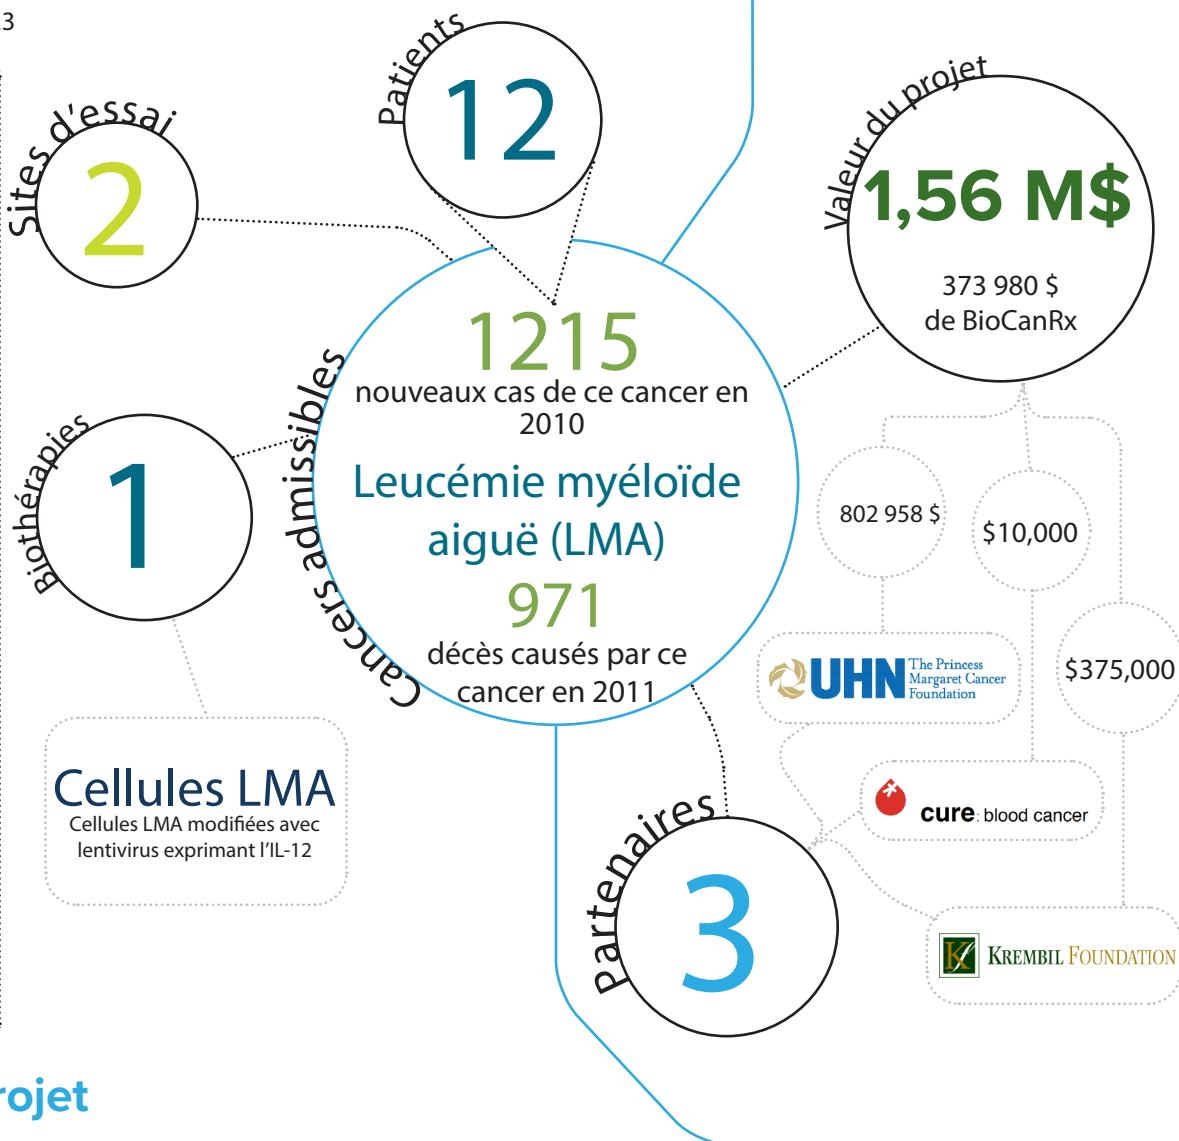 23
Patients
12
Sites d'essai
2
Valeur du projet
1,56 M$
373 980 $
de BioCanRx
Cancers admissibles
1215
nouveaux cas de ce cancer en
2010
Leucémie myéloïde
aiguë (LMA)
971
décès causés par ce
cancer en 2011
Biothérapies
1
Cellules LMA
Cellules LMA modifiées avec
lentivirus exprimant l'IL-12
802 958 $
$10,000
$375,000
UHN
The Princess
Margaret Cancer
Foundation
cure: blood cancer
Kf KREMBIL FOUNDATION
Partenaires
3
rojet